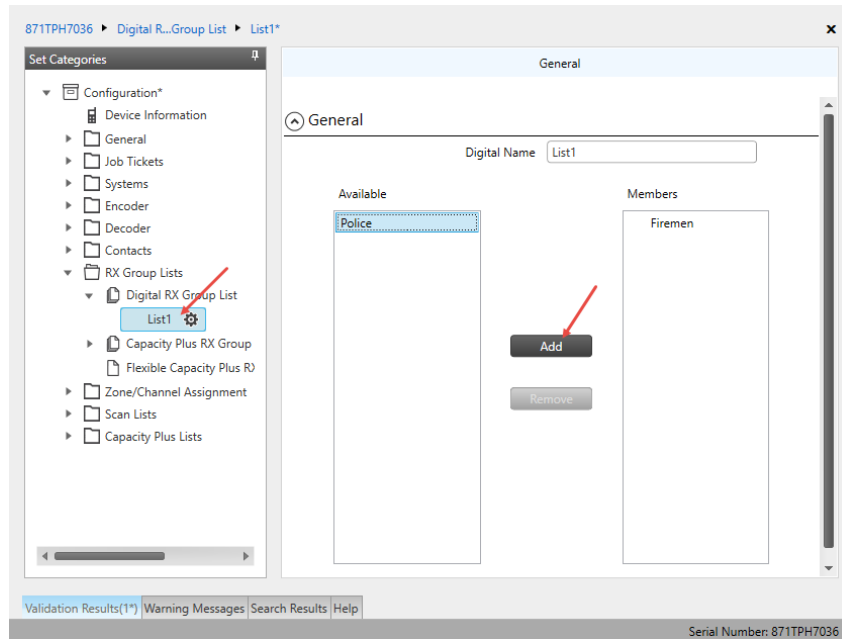 871TPH7036 Digital R...Group List List1*
Set Categories
Configuration*
Device Information
General
Job Tickets
Systems
Encoder
Decoder
Contacts
RX Group Lists
Digital RX Group List
List1
Capacity Plus RX Group
Flexible Capacity Plus R
Zone/Channel Assignment
Scan Lists
Capacity Plus Lists
General
General
Digital Name List1
Available
Police
Add
Remove
Members
Firemen
Validation Results(1*) Warning Messages Search Results Help
Serial Number: 871TPH7036